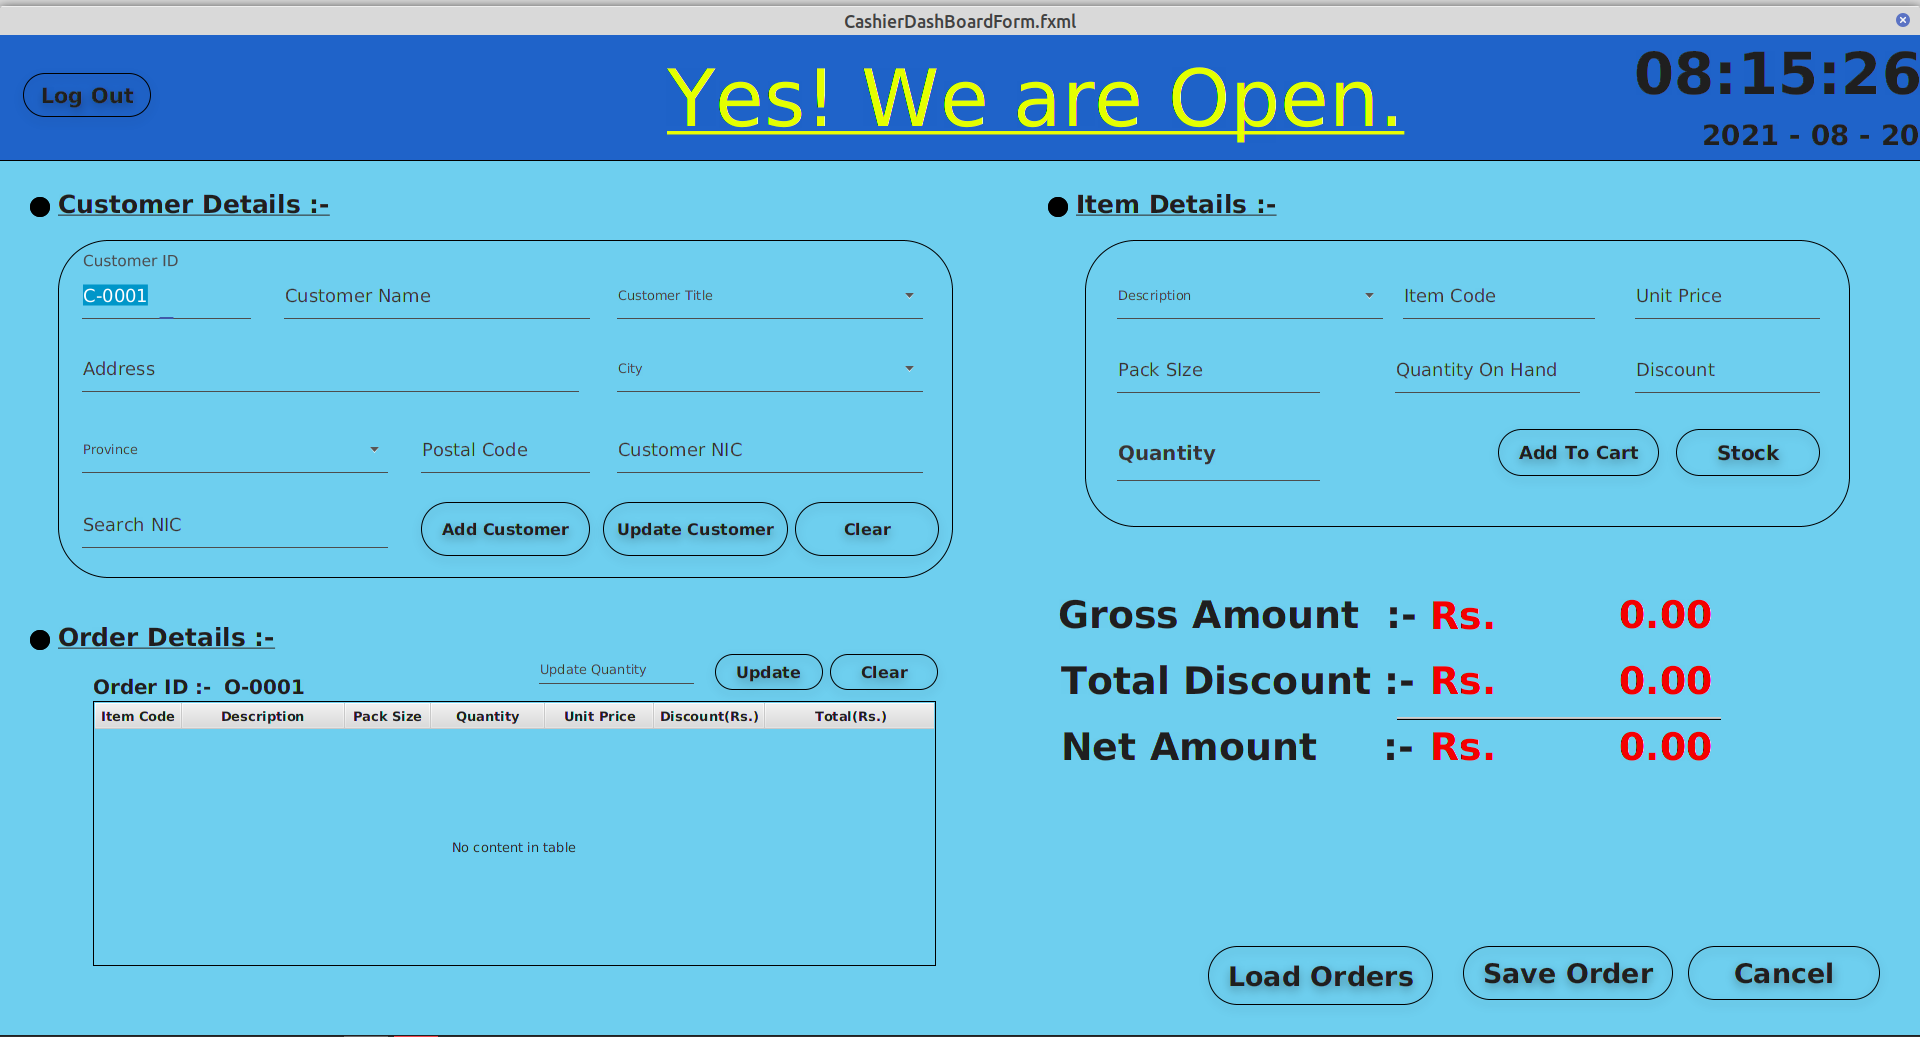 CashierDashBoardForm.fxml
Log Out
Yes! We are Open.
08:15:26
2021 - 08 - 20
Customer Details :-
Customer ID
C-0001
Customer Name
Customer Title
Address
City
Province
Postal Code
Customer NIC
Search NIC
Add Customer
Update Customer
Clear
Item Details :-
Description
Item Code
Unit Price
Pack SIze
Quantity On Hand
Discount
Quantity
Add To Cart
Stock
Order Details :-
Update Quantity
Update
Clear
Order ID :- O-0001
Item Code Description Pack Size Quantity Unit Price Discount(Rs.) Total(Rs.)
No content in table
Gross Amount :- Rs. 0.00
Total Discount :- Rs. 0.00
Net Amount :- Rs. 0.00
Load Orders
Save Order
Cancel